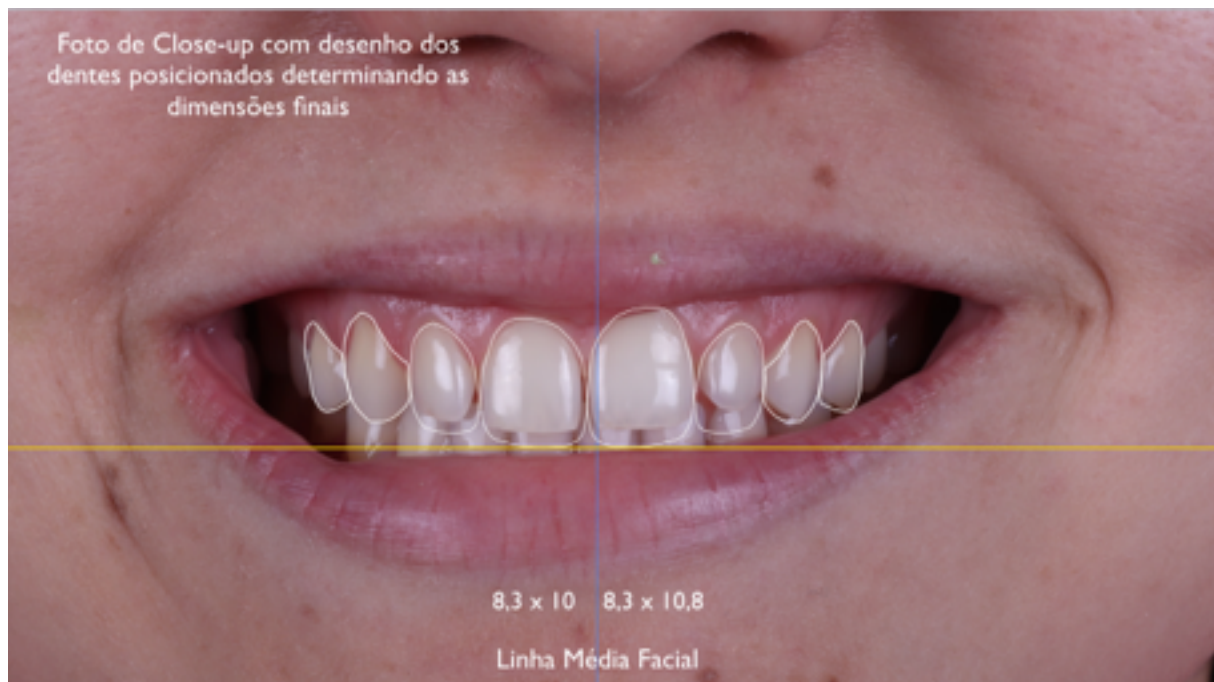 Foto de Close-up com desenho dos
dentes posicionados determinando as
dimensões finais
8,3 x 10 8,3 x 10,8
Linha Média Facial